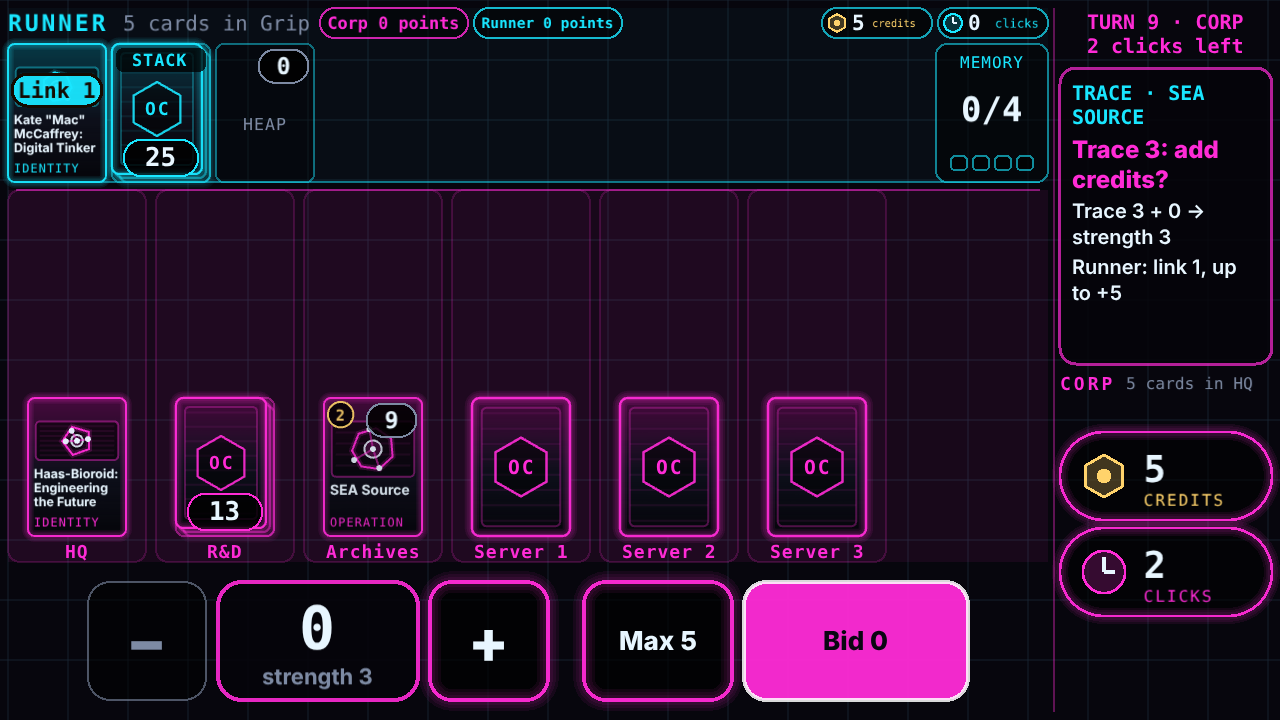 RUNNER 5 cards in Grip Corp 0 points Runner 0 points 5 credits 0 clicks
TURN 9 · CORP
2 clicks left
Link 1
Kate "Mac"
McCaffrey:
Digital Tinker
IDENTITY
STACK
OC
25
0
HEAP
MEMORY
0/4
TRACE · SEA
SOURCE
Trace 3: add
credits?
Trace 3 + 0 →
strength 3
Runner: link 1, up
to +5
CORP 5 cards in HQ
5
CREDITS
2
CLICKS
Haas-Bioroid:
Engineering
the Future
IDENTITY
HQ
OC
13
R&D
2
9
SEA Source
OPERATION
Archives
OC
Server 1
OC
Server 2
OC
Server 3
−
0
strength 3
+
Max 5
Bid 0